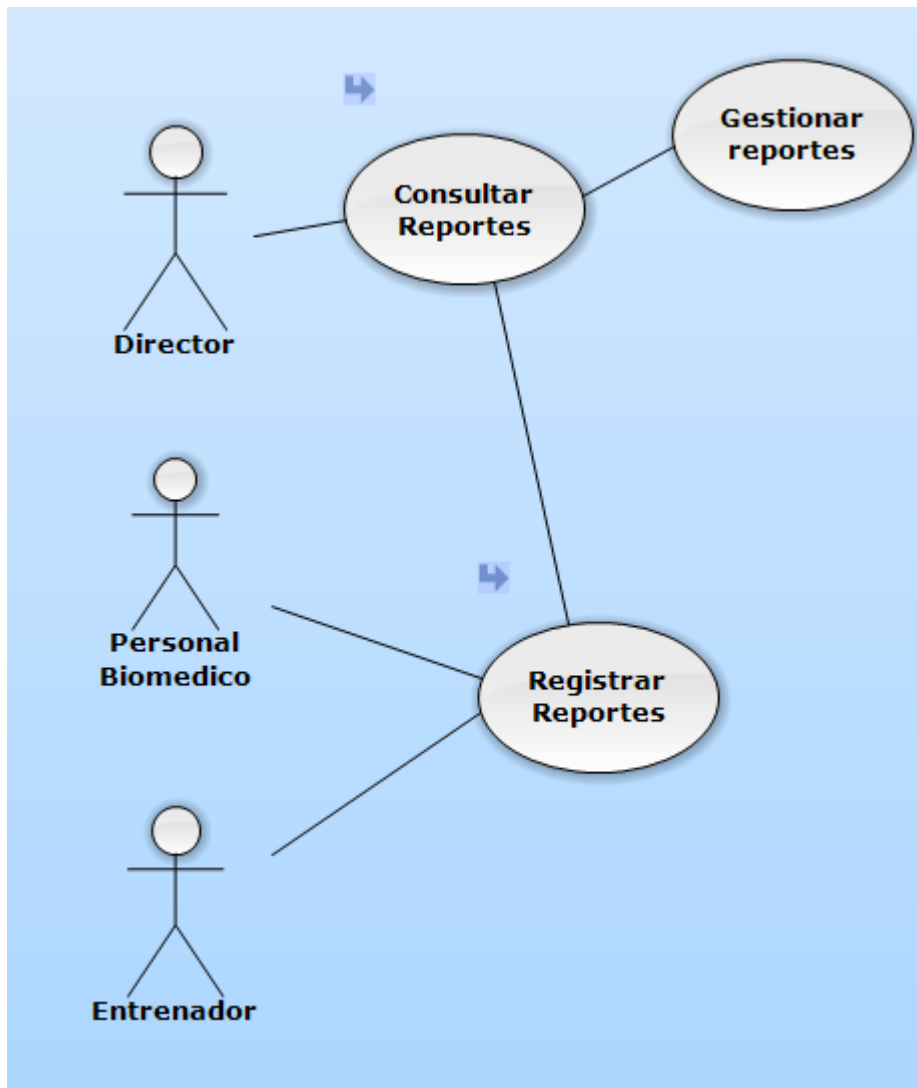 Gestionar
reportes
Consultar
Reportes
Director
Personal
Biomedico
Registrar
Reportes
Entrenador